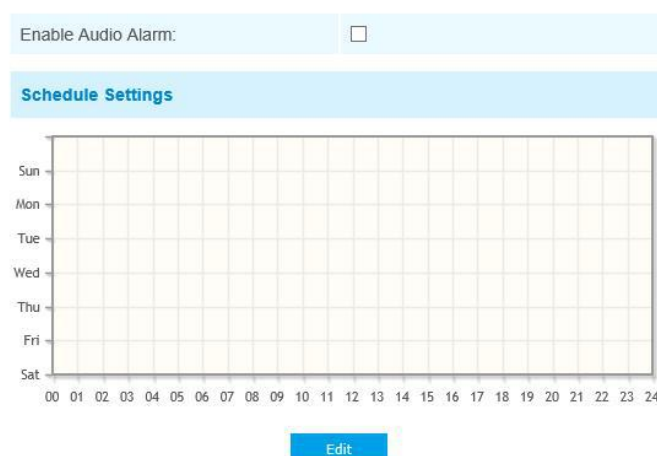 Enable Audio Alarm:
Schedule Settings
Sun
Mon
Tue
Wed
Thu
Fri
Sat
00 01 02 03 04 05 06 07 08 09 10 11 12 13 14 15 16 17 18 19 20 21 22 23 24
Edit